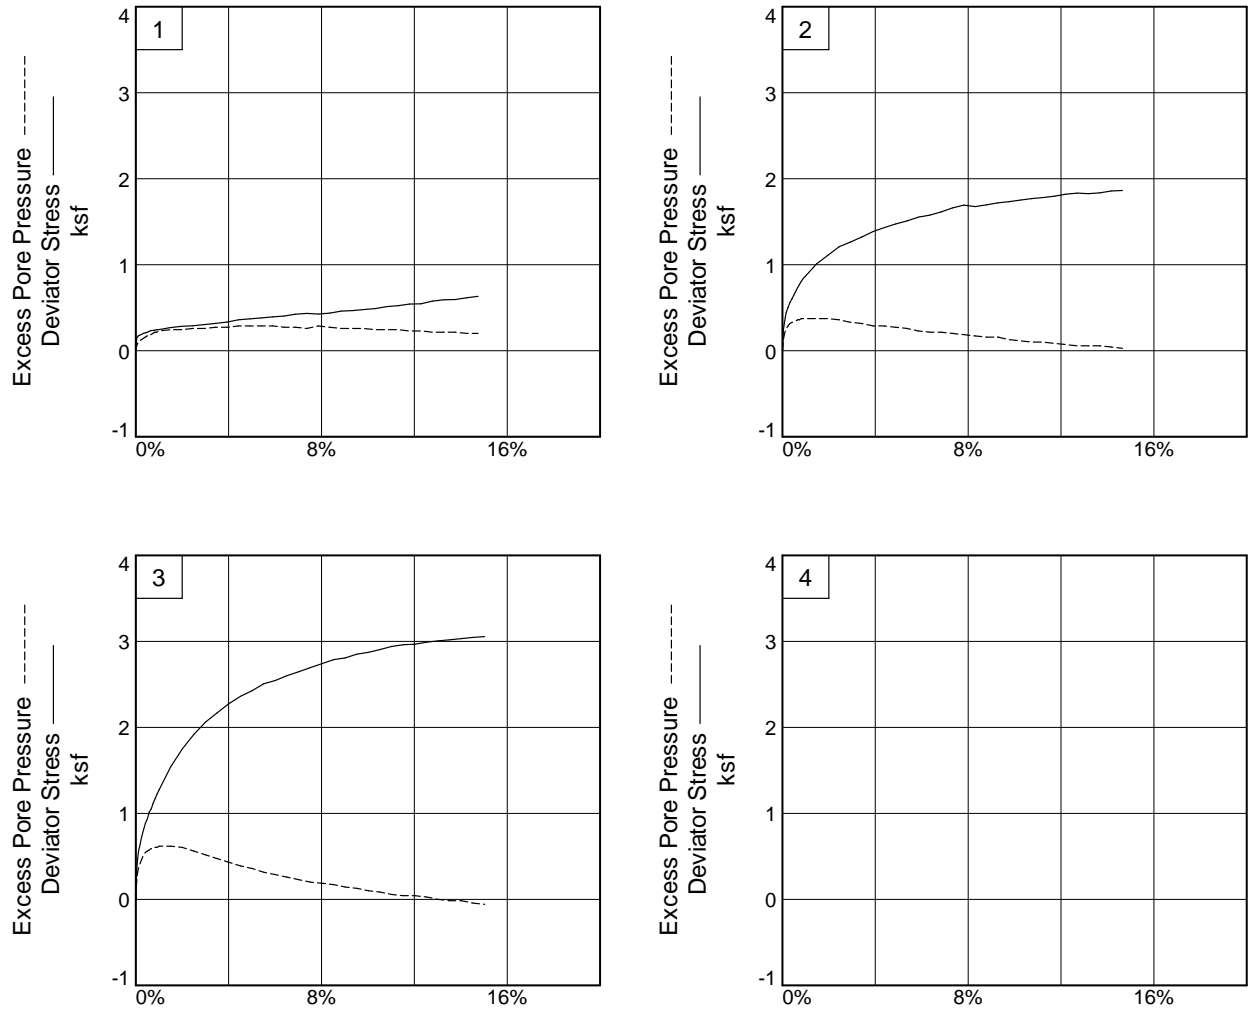 1
4
3
2
1
0
-1
0% 8% 16%
Excess Pore Pressure
Deviator Stress
ksf
2
4
3
2
1
0
-1
0% 8% 16%
Excess Pore Pressure
Deviator Stress
ksf
3
4
3
2
1
0
-1
0% 8% 16%
Excess Pore Pressure
Deviator Stress
ksf
4
4
3
2
1
0
-1
0% 8% 16%
Excess Pore Pressure
Deviator Stress
ksf